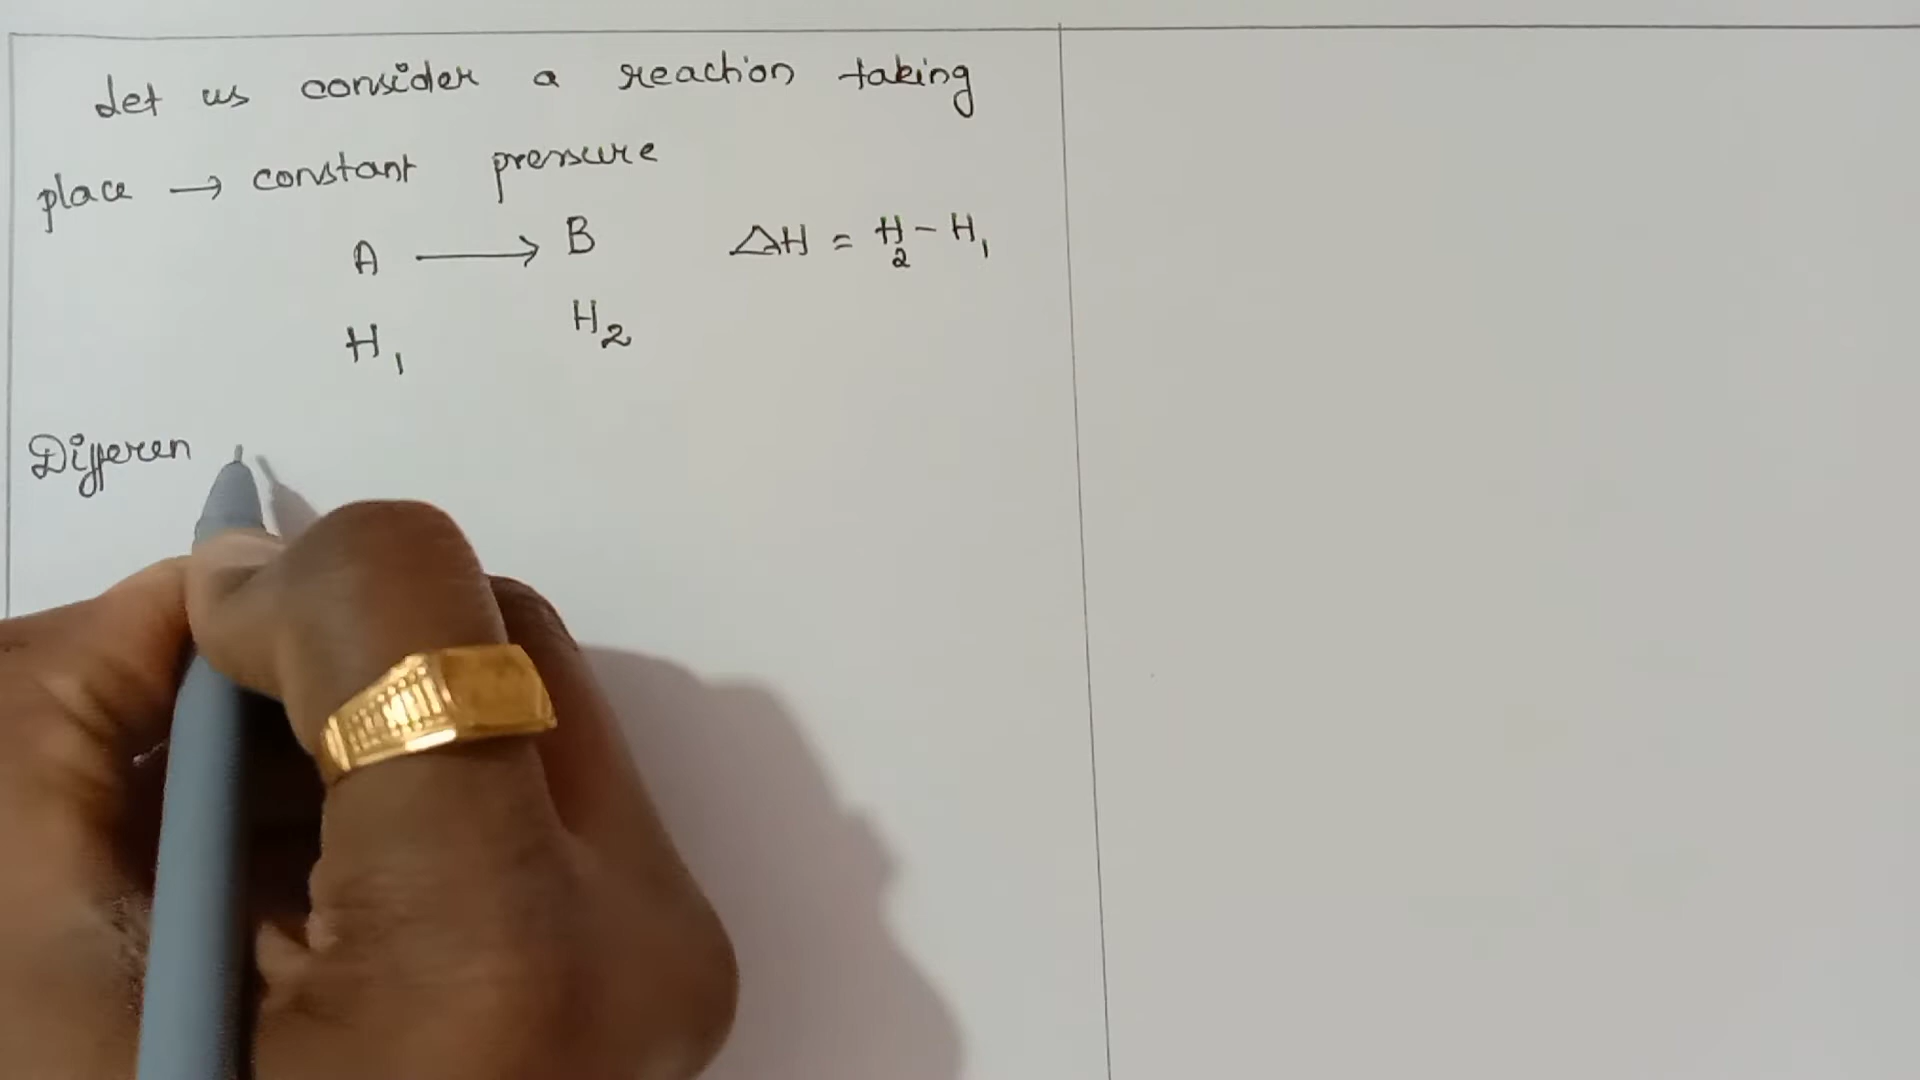 Let us consider a reaction taking
place → constant pressure
A ⟶ B ΔH = H₂ - H₁
H₁ H₂
Differen